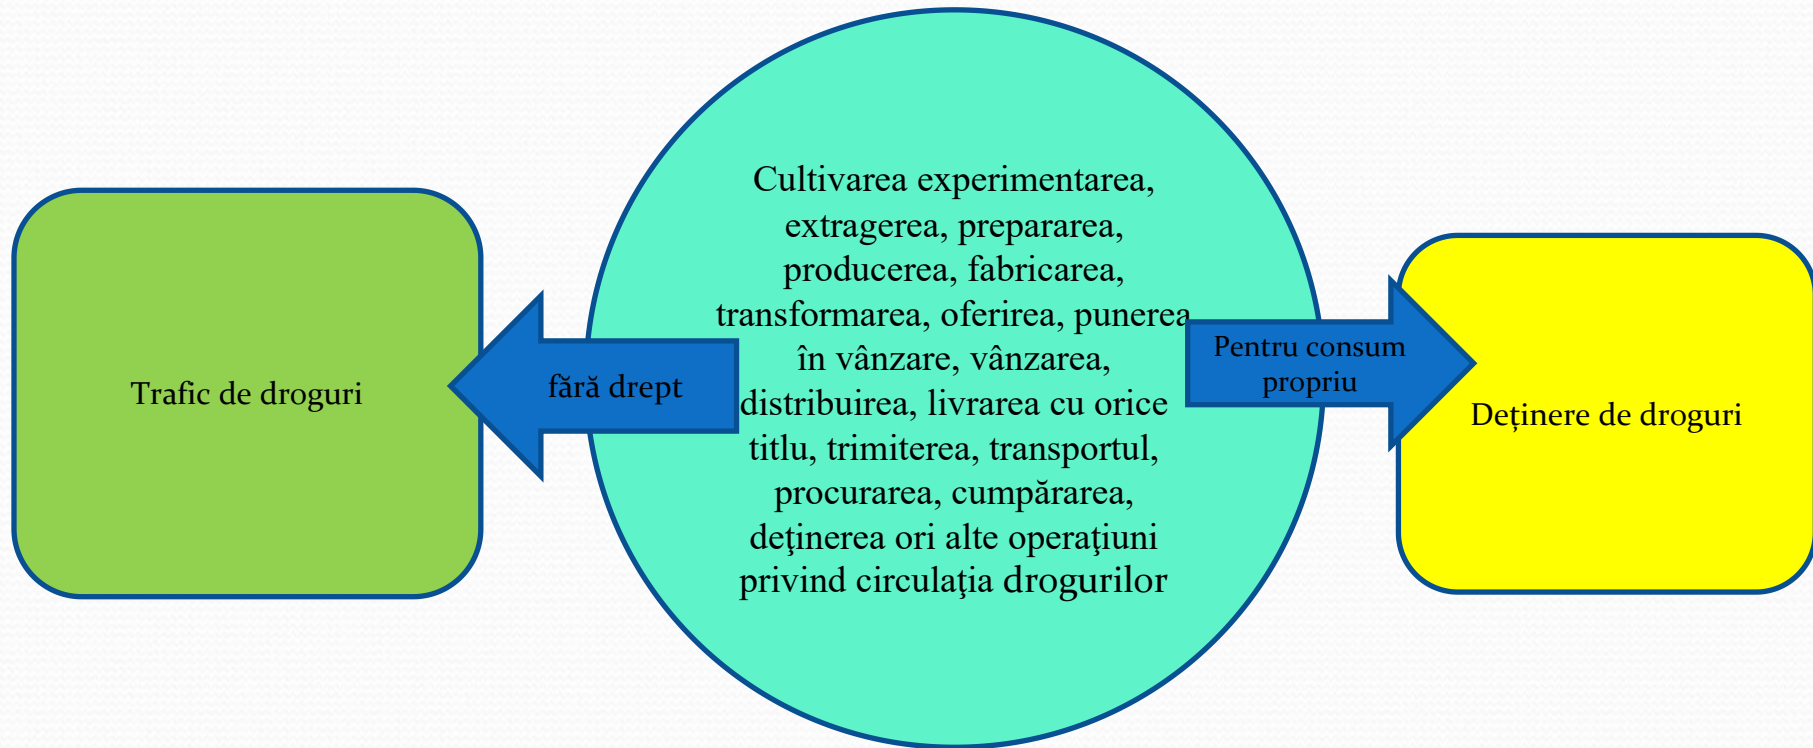 Trafic de droguri
fără drept
Cultivarea experimentarea,
extragerea, prepararea,
producerea, fabricarea,
transformarea, oferirea, punerea
în vânzare, vânzarea,
distribuirea, livrarea cu orice
titlu, trimiterea, transportul,
procurarea, cumpărarea,
deţinerea ori alte operaţiuni
privind circulaţia drogurilor
Pentru consum
propriu
Deținere de droguri